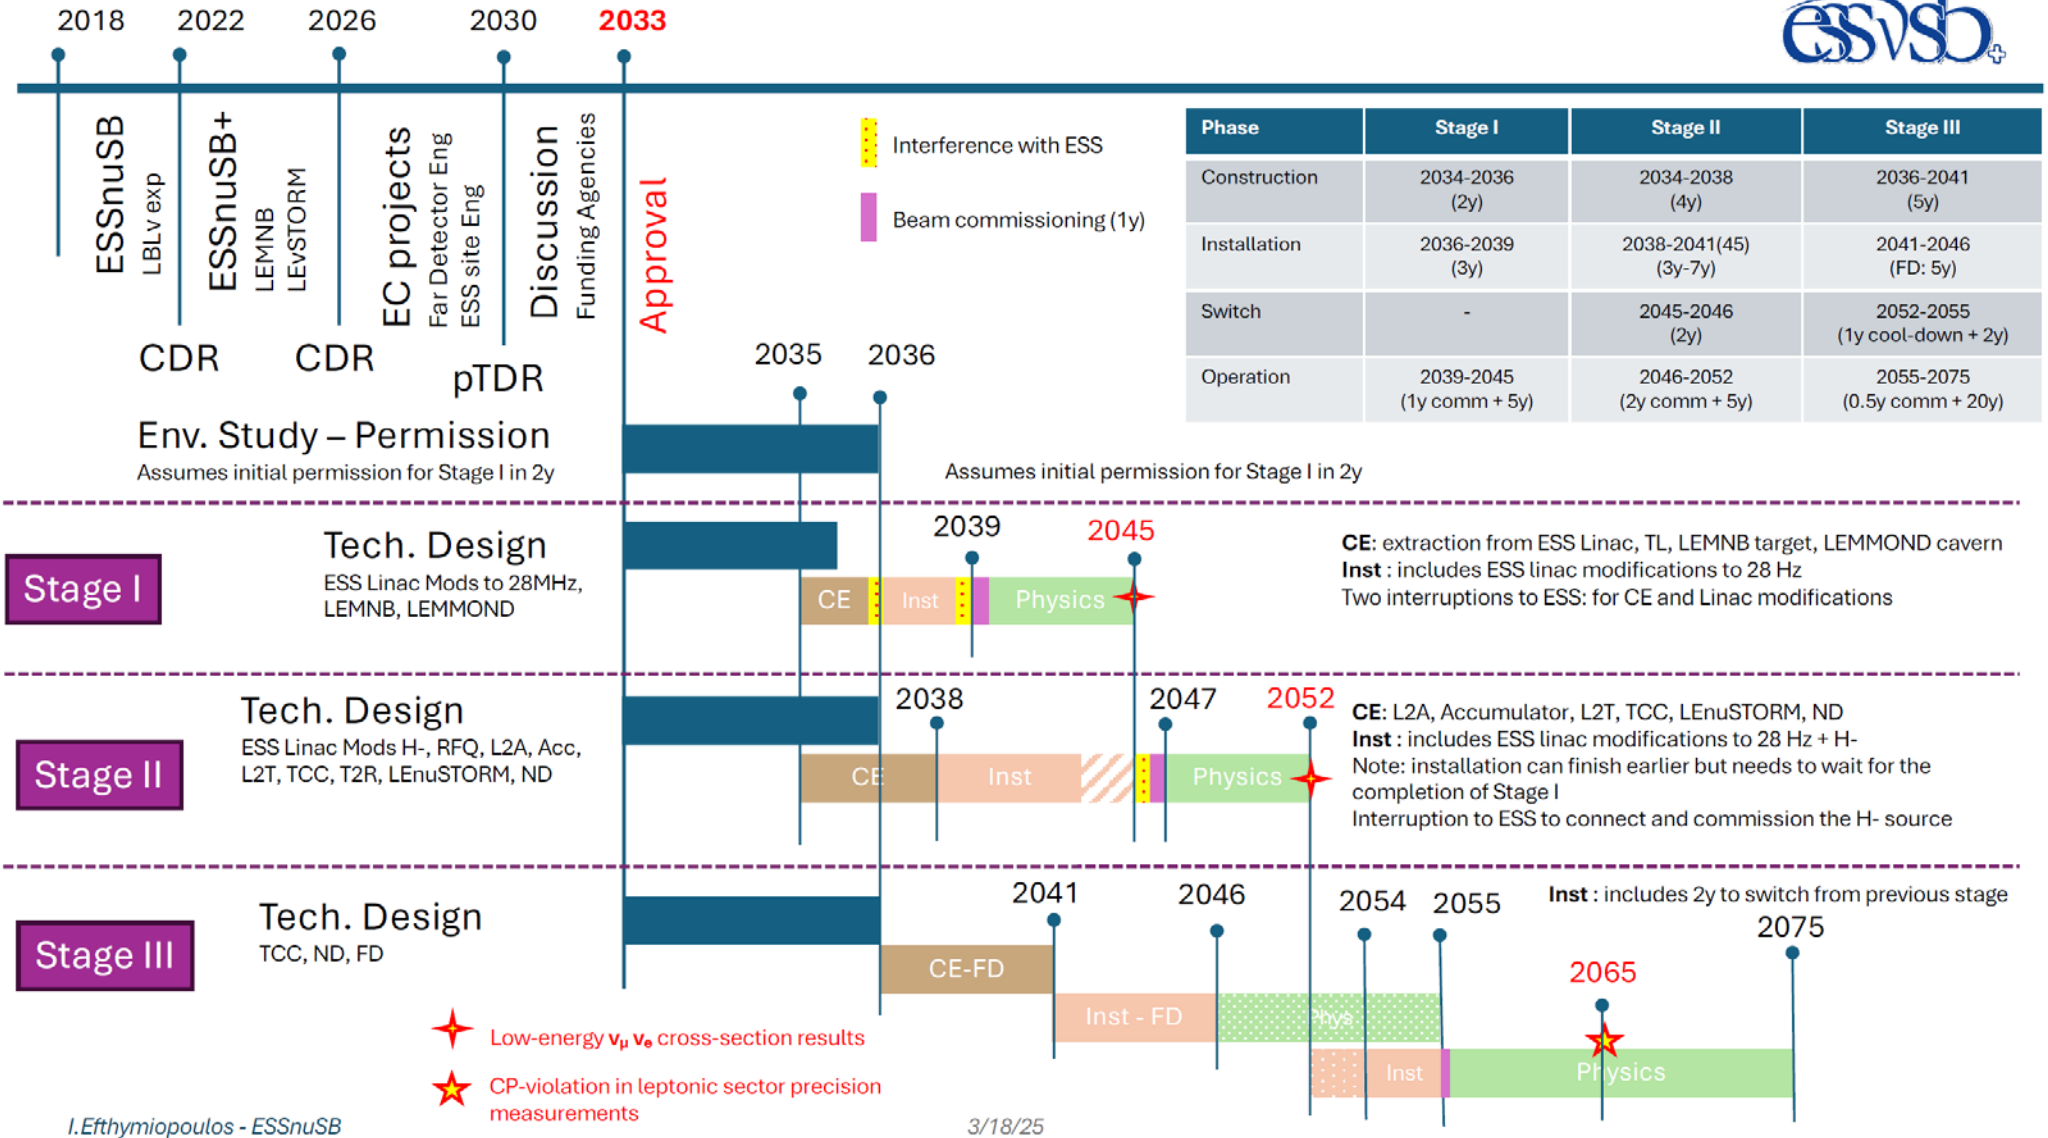 2018
2022
2026
2030
2033
essνsb+
ESSnuSB
LBLν exp
ESSnuSB+
LEMNB
LEνSTORM
EC projects
Far Detector Eng
ESS site Eng
Discussion
Funding Agencies
Approval
CDR
CDR
pTDR
Interference with ESS
Beam commissioning (1y)
Phase Stage I Stage II Stage III
Construction 2034-2036 2034-2038 2036-2041
(2y) (4y) (5y)
Installation 2036-2039 2038-2041(45) 2041-2046
(3y) (3y-7y) (FD: 5y)
Switch - 2045-2046 2052-2055
(2y) (1y cool-down + 2y)
Operation 2039-2045 2046-2052 2055-2075
(1y comm + 5y) (2y comm + 5y) (0.5y comm + 20y)
2035
2036
Env. Study – Permission
Assumes initial permission for Stage I in 2y
Assumes initial permission for Stage I in 2y
Stage I
Tech. Design
ESS Linac Mods to 28MHz,
LEMNB, LEMMOND
2039
2045
CE
Inst
Physics
CE: extraction from ESS Linac, TL, LEMNB target, LEMMOND cavern
Inst : includes ESS linac modifications to 28 Hz
Two interruptions to ESS: for CE and Linac modifications
Stage II
Tech. Design
ESS Linac Mods H-, RFQ, L2A, Acc,
L2T, TCC, T2R, LEnuSTORM, ND
2038
2047
2052
CE
Inst
Physics
CE: L2A, Accumulator, L2T, TCC, LEnuSTORM, ND
Inst : includes ESS linac modifications to 28 Hz + H-
Note: installation can finish earlier but needs to wait for the
completion of Stage I
Interruption to ESS to connect and commission the H- source
Stage III
Tech. Design
TCC, ND, FD
2041
2046
2054
2055
Inst : includes 2y to switch from previous stage
2075
2065
CE-FD
Inst - FD
Phys
Inst
Physics
Low-energy νμ νe cross-section results
CP-violation in leptonic sector precision
measurements
I.Efthymiopoulos - ESSnuSB
3/18/25